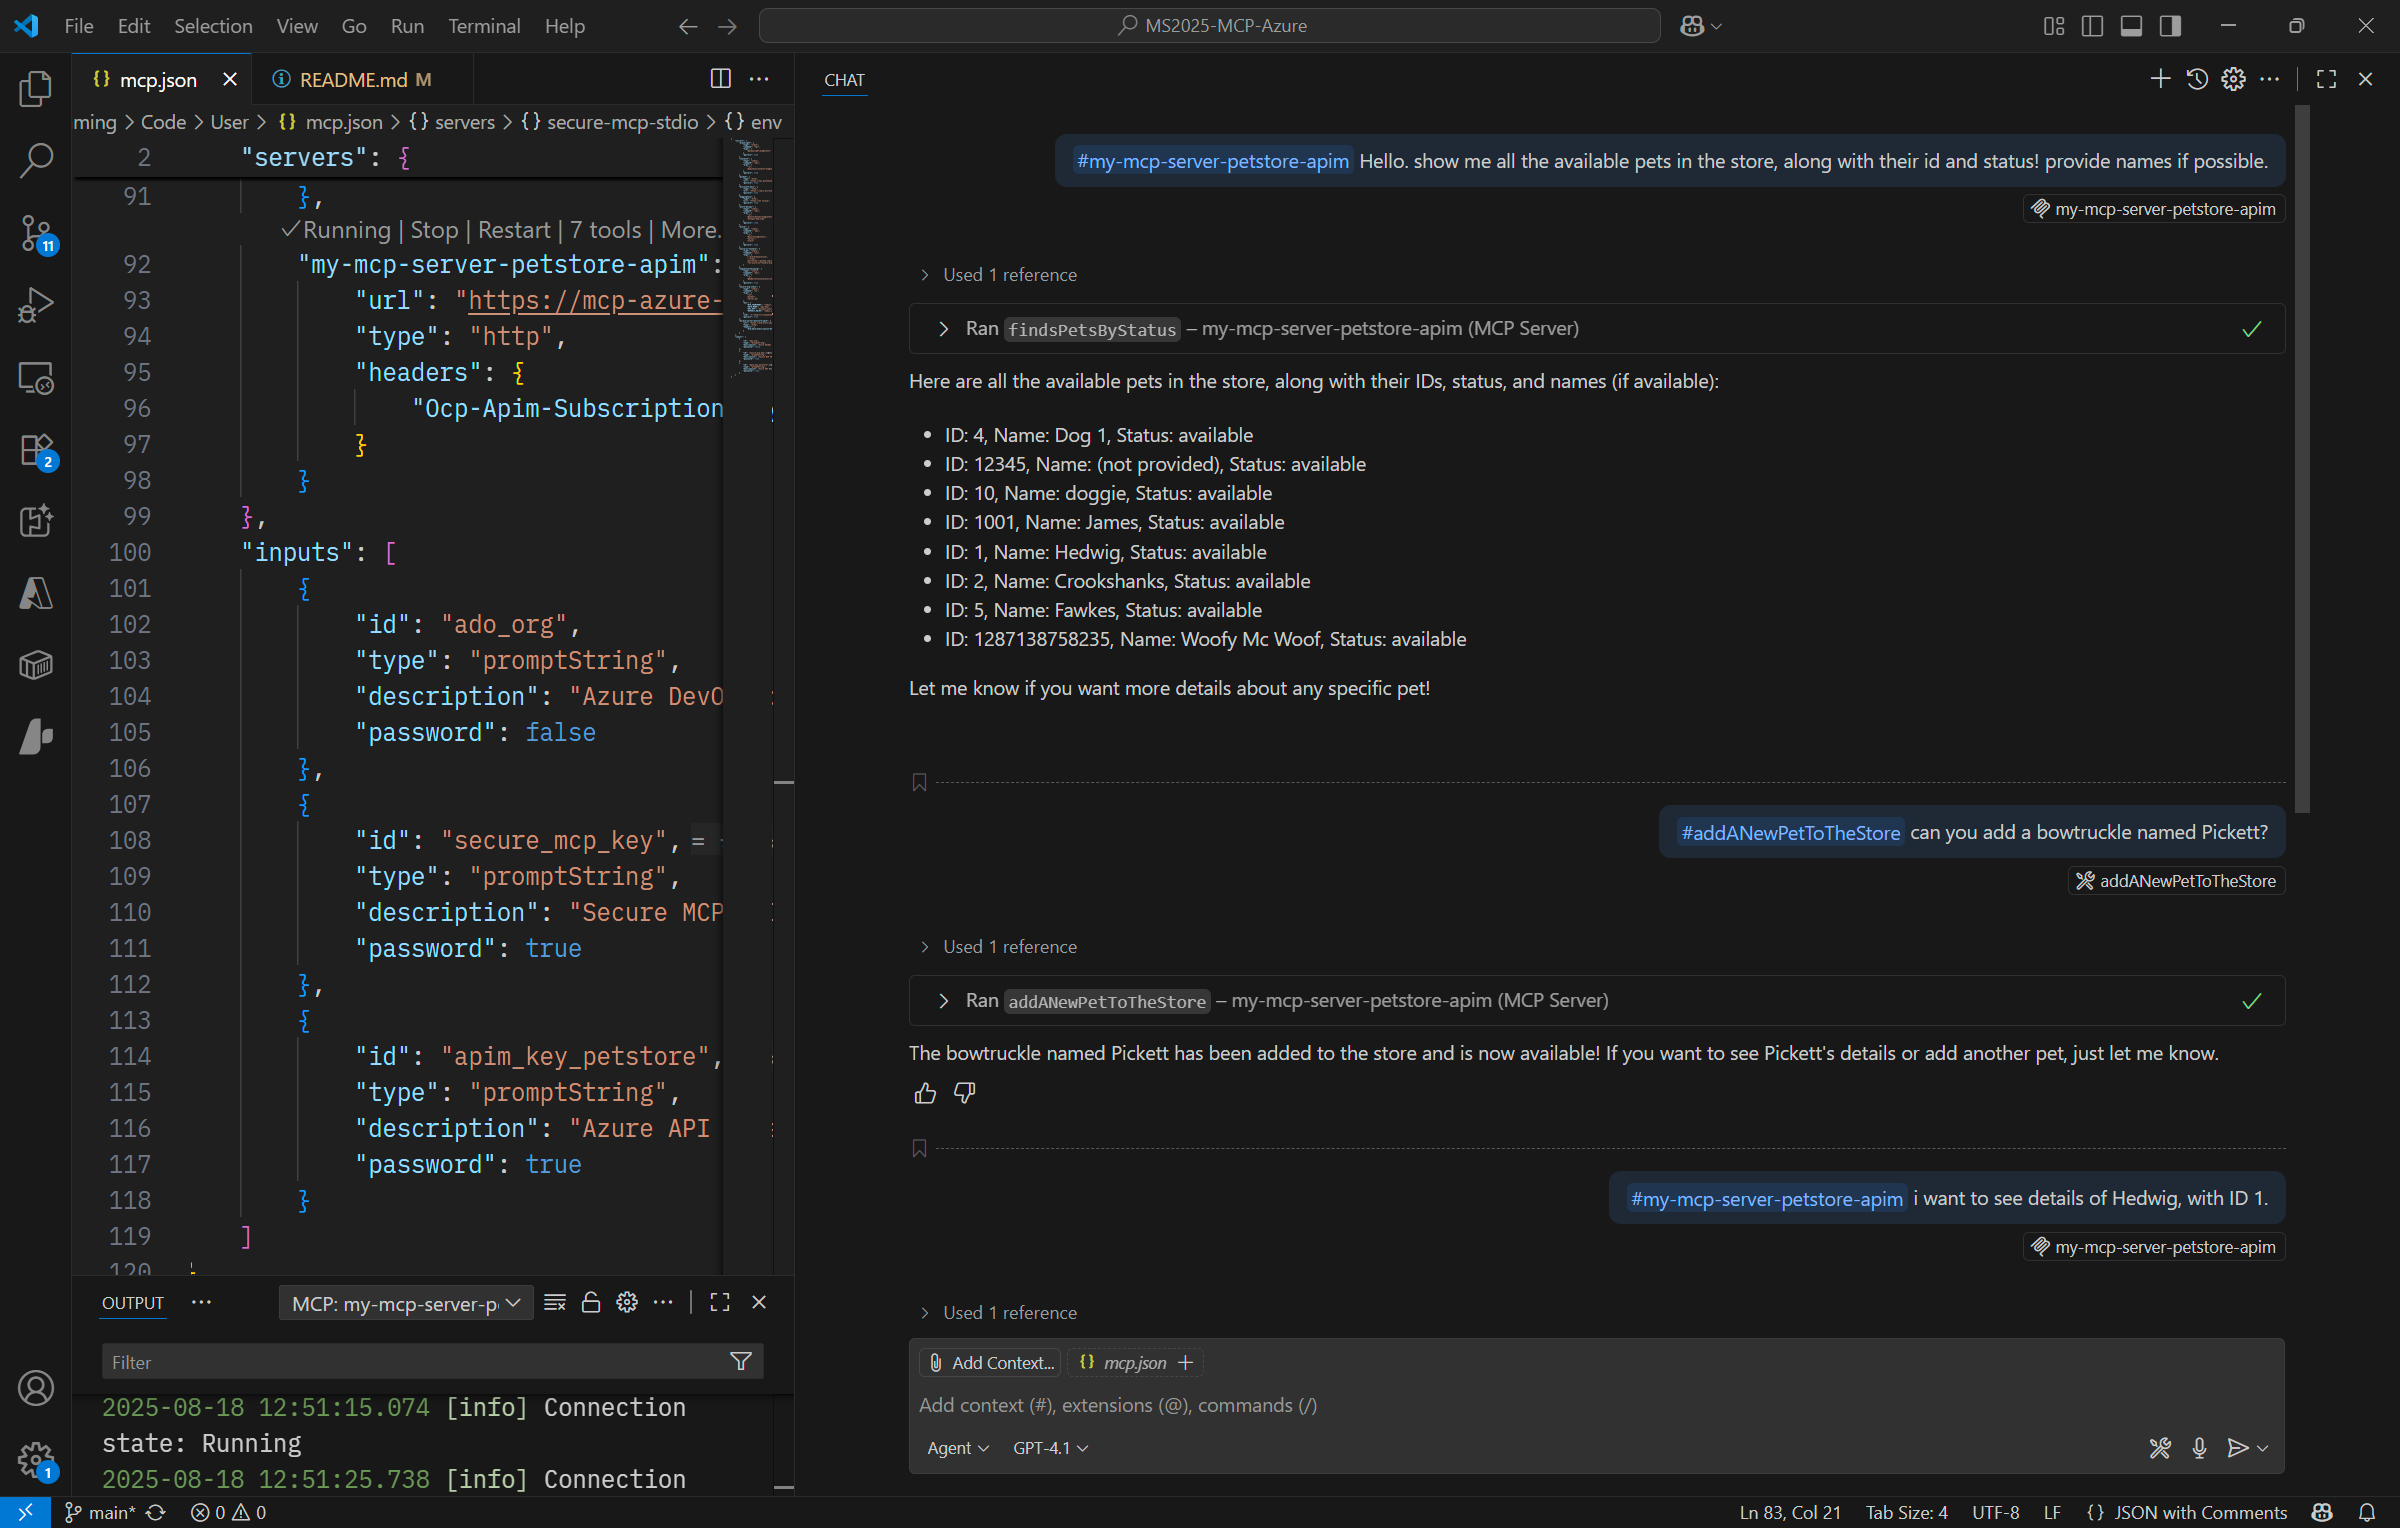 File Edit Selection View Go Run Terminal Help
MS2025-MCP-Azure
mcp.json
README.md M
ming > Code > User > {} mcp.json > {} servers > {} secure-mcp-stdio > {} env
2 "servers": {
91 },
✓Running | Stop | Restart | 7 tools | More.
92 "my-mcp-server-petstore-apim":
93 "url": "https://mcp-azure-
94 "type": "http",
95 "headers": {
96 "Ocp-Apim-Subscription
97 }
98 }
99 },
100 "inputs": [
101 {
102 "id": "ado_org",
103 "type": "promptString",
104 "description": "Azure DevO
105 "password": false
106 },
107 {
108 "id": "secure_mcp_key", =
109 "type": "promptString",
110 "description": "Secure MCP
111 "password": true
112 },
113 {
114 "id": "apim_key_petstore",
115 "type": "promptString",
116 "description": "Azure API
117 "password": true
118 }
119 ]
120
11
2
1
OUTPUT
MCP: my-mcp-server-p
Filter
2025-08-18 12:51:15.074 [info] Connection
state: Running
2025-08-18 12:51:25.738 [info] Connection
CHAT
#my-mcp-server-petstore-apim Hello. show me all the available pets in the store, along with their id and status! provide names if possible.
my-mcp-server-petstore-apim
Used 1 reference
Ran findsPetsByStatus – my-mcp-server-petstore-apim (MCP Server)
Here are all the available pets in the store, along with their IDs, status, and names (if available):
• ID: 4, Name: Dog 1, Status: available
• ID: 12345, Name: (not provided), Status: available
• ID: 10, Name: doggie, Status: available
• ID: 1001, Name: James, Status: available
• ID: 1, Name: Hedwig, Status: available
• ID: 2, Name: Crookshanks, Status: available
• ID: 5, Name: Fawkes, Status: available
• ID: 1287138758235, Name: Woofy Mc Woof, Status: available
Let me know if you want more details about any specific pet!
#addANewPetToTheStore can you add a bowtruckle named Pickett?
addANewPetToTheStore
Used 1 reference
Ran addANewPetToTheStore – my-mcp-server-petstore-apim (MCP Server)
The bowtruckle named Pickett has been added to the store and is now available! If you want to see Pickett's details or add another pet, just let me know.
#my-mcp-server-petstore-apim i want to see details of Hedwig, with ID 1.
my-mcp-server-petstore-apim
Used 1 reference
Add Context... {} mcp.json +
Add context (#), extensions (@), commands (/)
Agent GPT-4.1
main* 0 0 Ln 83, Col 21 Tab Size: 4 UTF-8 LF {} JSON with Comments